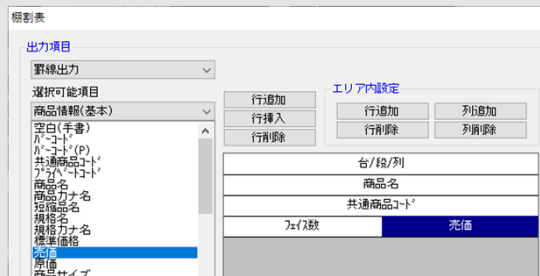 棚割表
出力項目
罫線出力
選択可能項目
商品情報(基本)
空白(手書)
ﾊﾞｰｺｰﾄﾞ
ﾊﾞｰｺｰﾄﾞ(P)
共通商品ｺｰﾄﾞ
ﾌﾟﾗｲﾍﾞｰﾄｺｰﾄﾞ
商品名
商品カナ名
短縮品名
規格名
規格カナ名
標準価格
売価
原価
商品サイズ
行追加
行挿入
行削除
エリア内設定
行追加
列追加
行削除
列削除
台/段/列
商品名
共通商品ｺｰﾄﾞ
ﾌｪｲｽ数
売価